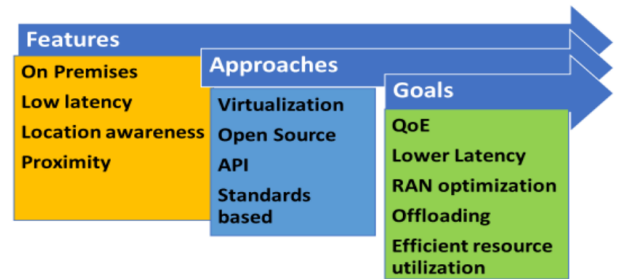 Features
On Premises
Low latency
Location awareness
Proximity
Approaches
Virtualization
Open Source
API
Standards
based
Goals
QoE
Lower Latency
RAN optimization
Offloading
Efficient resource
utilization